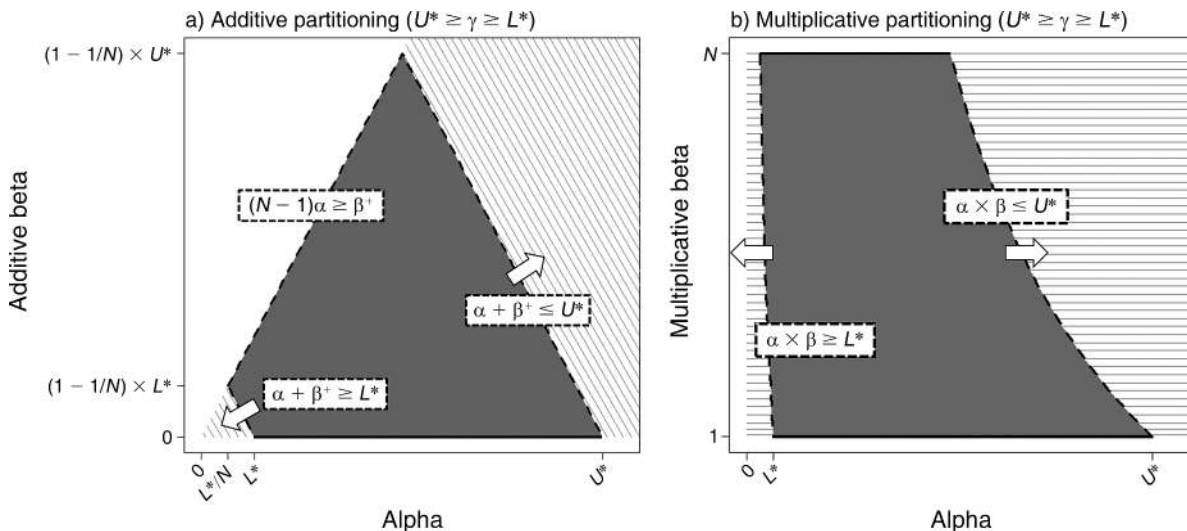 a) Additive partitioning (U* ≥ γ ≥ L*)
(1 − 1/N) × U*
(N − 1)α ≥ β⁺
α + β⁺ ≤ U*
α + β⁺ ≥ L*
(1 − 1/N) × L*
0
Additive beta
0
L*/N
L*
U*
Alpha
b) Multiplicative partitioning (U* ≥ γ ≥ L*)
N
α × β ≤ U*
α × β ≥ L*
1
Multiplicative beta
0
L*
U*
Alpha